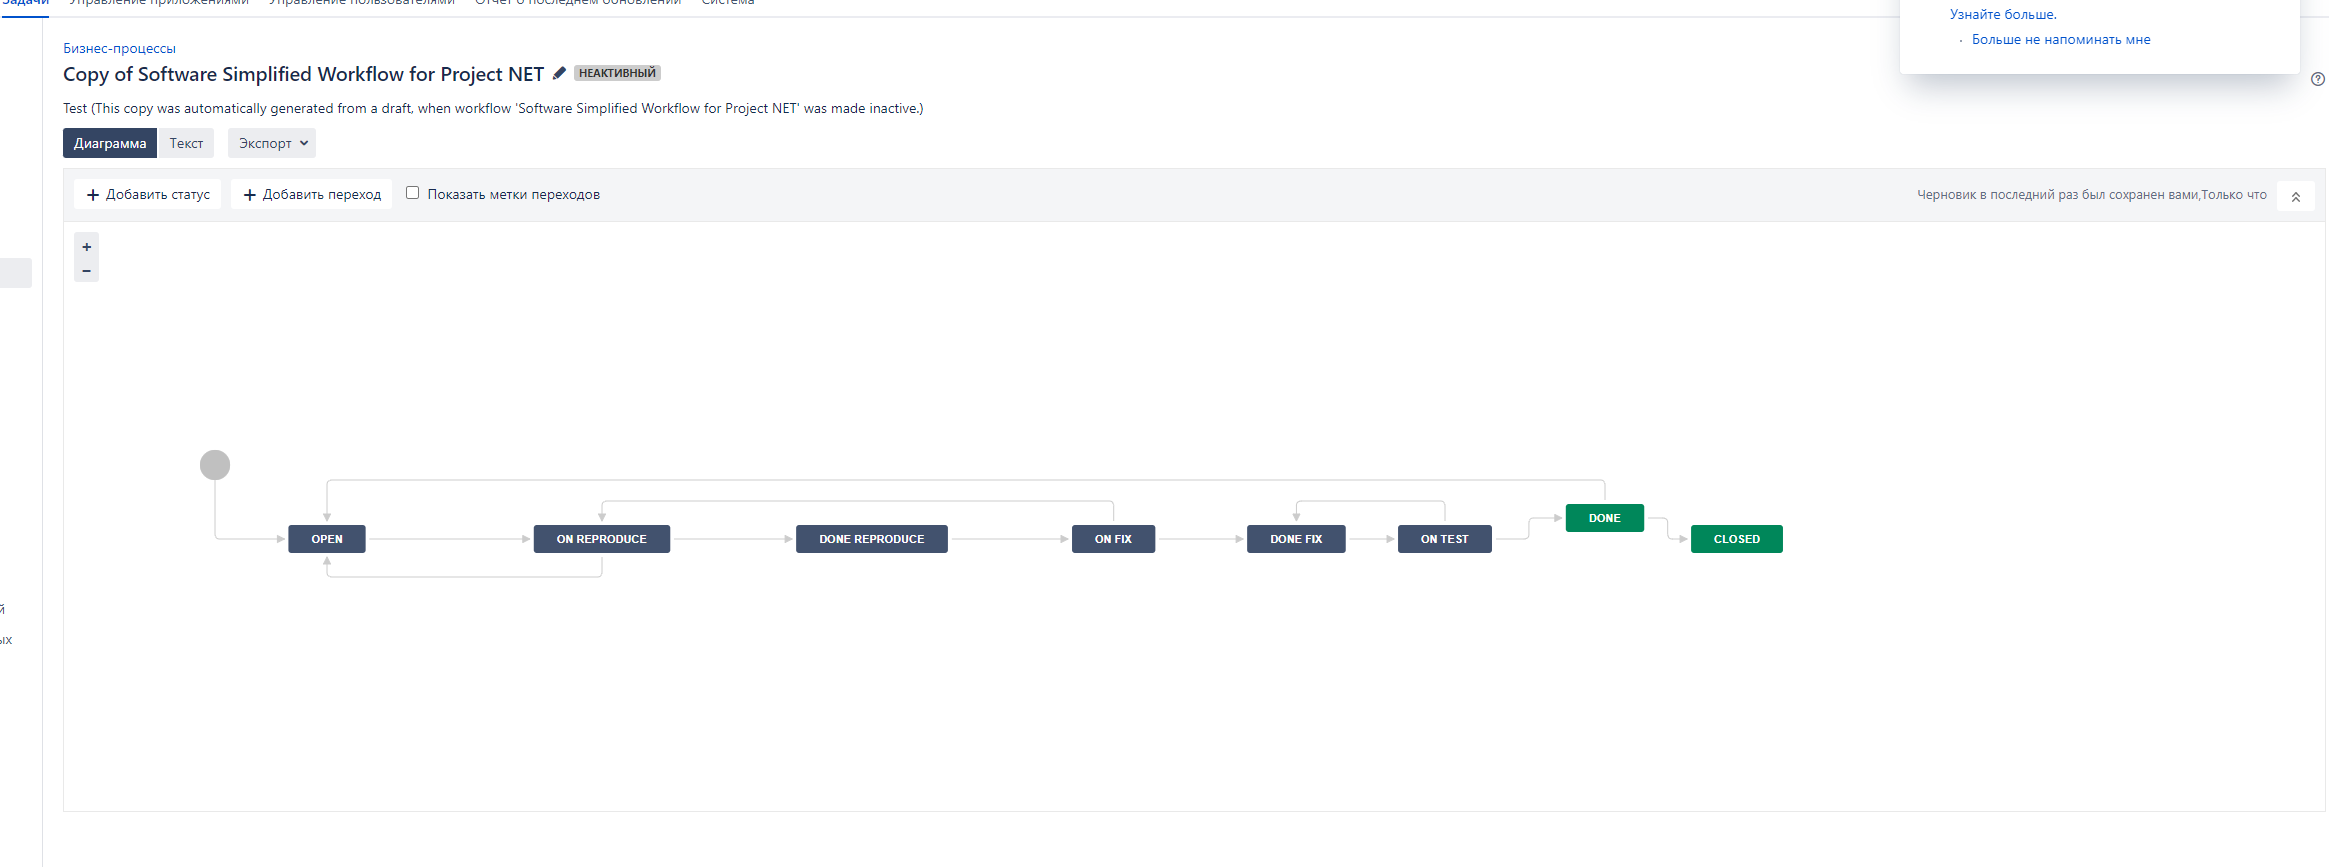 Задачи Управление приложениями Управление пользователями Отчет о последнем обновлении Система
Узнайте больше.
Больше не напоминать мне
Бизнес-процессы
Copy of Software Simplified Workflow for Project NET НЕАКТИВНЫЙ
Test (This copy was automatically generated from a draft, when workflow 'Software Simplified Workflow for Project NET' was made inactive.)
Диаграмма Текст Экспорт
Добавить статус Добавить переход Показать метки переходов Черновик в последний раз был сохранен вами,Только что
OPEN ON REPRODUCE DONE REPRODUCE ON FIX DONE FIX ON TEST DONE CLOSED
й
ых